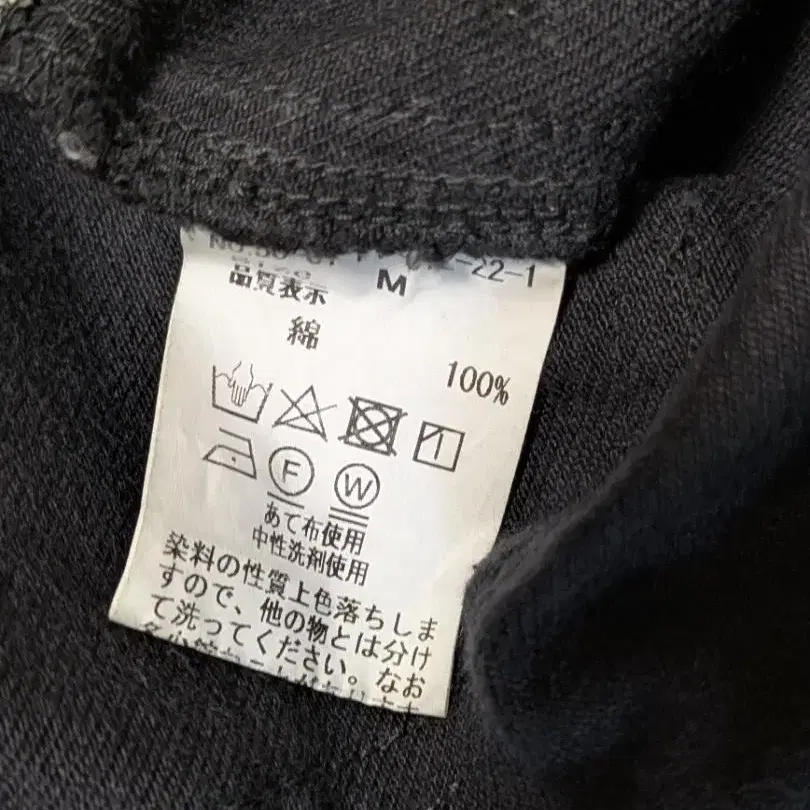 品質表示 M
綿
100%
F W
あて布使用
中性洗剤使用
染料の性質上色落ちしま
すので、他の物とは分け
て洗ってください。なお